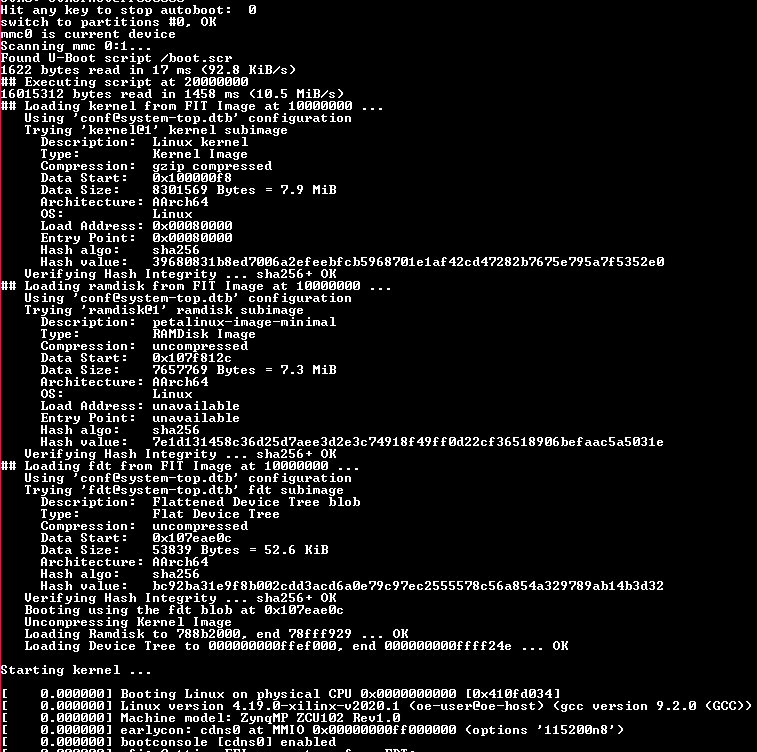 Hit any key to stop autoboot:  0
switch to partitions #0, OK
mmc0 is current device
Scanning mmc 0:1...
Found U-Boot script /boot.scr
1622 bytes read in 17 ms (92.8 KiB/s)
## Executing script at 20000000
16015312 bytes read in 1458 ms (10.5 MiB/s)
## Loading kernel from FIT Image at 10000000 ...
   Using 'conf@system-top.dtb' configuration
   Trying 'kernel@1' kernel subimage
     Description:  Linux kernel
     Type:         Kernel Image
     Compression:  gzip compressed
     Data Start:   0x100000f8
     Data Size:    8301569 Bytes = 7.9 MiB
     Architecture: AArch64
     OS:           Linux
     Load Address: 0x00080000
     Entry Point:  0x00080000
     Hash algo:    sha256
     Hash value:   39680831b8ed7006a2efeebfcb5968701e1af42cd47282b7675e795a7f5352e0
   Verifying Hash Integrity ... sha256+ OK
## Loading ramdisk from FIT Image at 10000000 ...
   Using 'conf@system-top.dtb' configuration
   Trying 'ramdisk@1' ramdisk subimage
     Description:  petalinux-image-minimal
     Type:         RAMDisk Image
     Compression:  uncompressed
     Data Start:   0x107f812c
     Data Size:    7657769 Bytes = 7.3 MiB
     Architecture: AArch64
     OS:           Linux
     Load Address: unavailable
     Entry Point:  unavailable
     Hash algo:    sha256
     Hash value:   7e1d131458c36d25d7aee3d2e3c74918f49ff0d22cf36518906befaac5a5031e
   Verifying Hash Integrity ... sha256+ OK
## Loading fdt from FIT Image at 10000000 ...
   Using 'conf@system-top.dtb' configuration
   Trying 'fdt@system-top.dtb' fdt subimage
     Description:  Flattened Device Tree blob
     Type:         Flat Device Tree
     Compression:  uncompressed
     Data Start:   0x107eae0c
     Data Size:    53839 Bytes = 52.6 KiB
     Architecture: AArch64
     Hash algo:    sha256
     Hash value:   bc92ba31e9f8b002cdd3acd6a0e79c97ec2555578c56a854a329789ab14b3d32
   Verifying Hash Integrity ... sha256+ OK
   Booting using the fdt blob at 0x107eae0c
   Uncompressing Kernel Image
   Loading Ramdisk to 788b2000, end 78fff929 ... OK
   Loading Device Tree to 000000000ffef000, end 000000000ffff24e ... OK
Starting kernel ...
[    0.000000] Booting Linux on physical CPU 0x0000000000 [0x410fd034]
[    0.000000] Linux version 4.19.0-xilinx-v2020.1 (oe-user@oe-host) (gcc version 9.2.0 (GCC))
[    0.000000] Machine model: ZynqMP ZCU102 Rev1.0
[    0.000000] earlycon: cdns0 at MMIO 0x00000000ff000000 (options '115200n8')
[    0.000000] bootconsole [cdns0] enabled